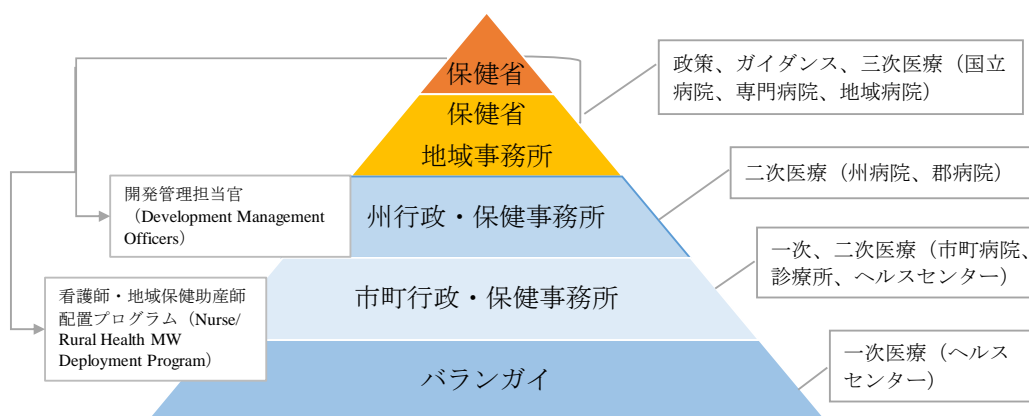 保健省
保健省
地域事務所
州行政・保健事務所
市町行政・保健事務所
バランガイ
政策、ガイダンス、三次医療（国立
病院、専門病院、地域病院）
二次医療（州病院、郡病院）
一次、二次医療（市町病院、
診療所、ヘルスセンター）
一次医療（ヘルス
センター）
開発管理担当官
（Development Management
Officers）
看護師・地域保健助産師
配置プログラム（Nurse/
Rural Health MW
Deployment Program）